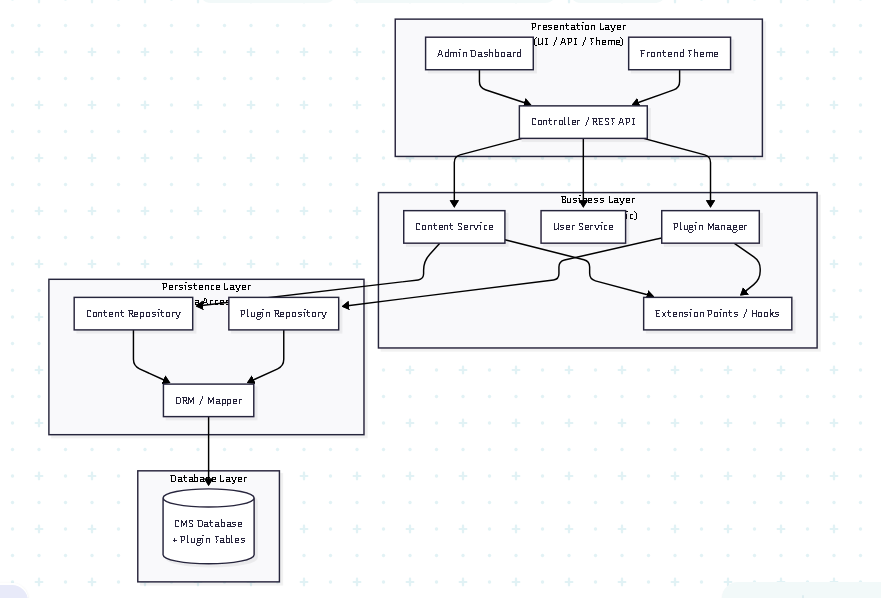 Presentation Layer
(UI / API / Theme)
Admin Dashboard
Frontend Theme
Controller / REST API
Business Layer
Content Service
User Service
Plugin Manager
Persistence Layer
Content Repository
Plugin Repository
Extension Points / Hooks
ORM / Mapper
Database Layer
CMS Database
+ Plugin Tables